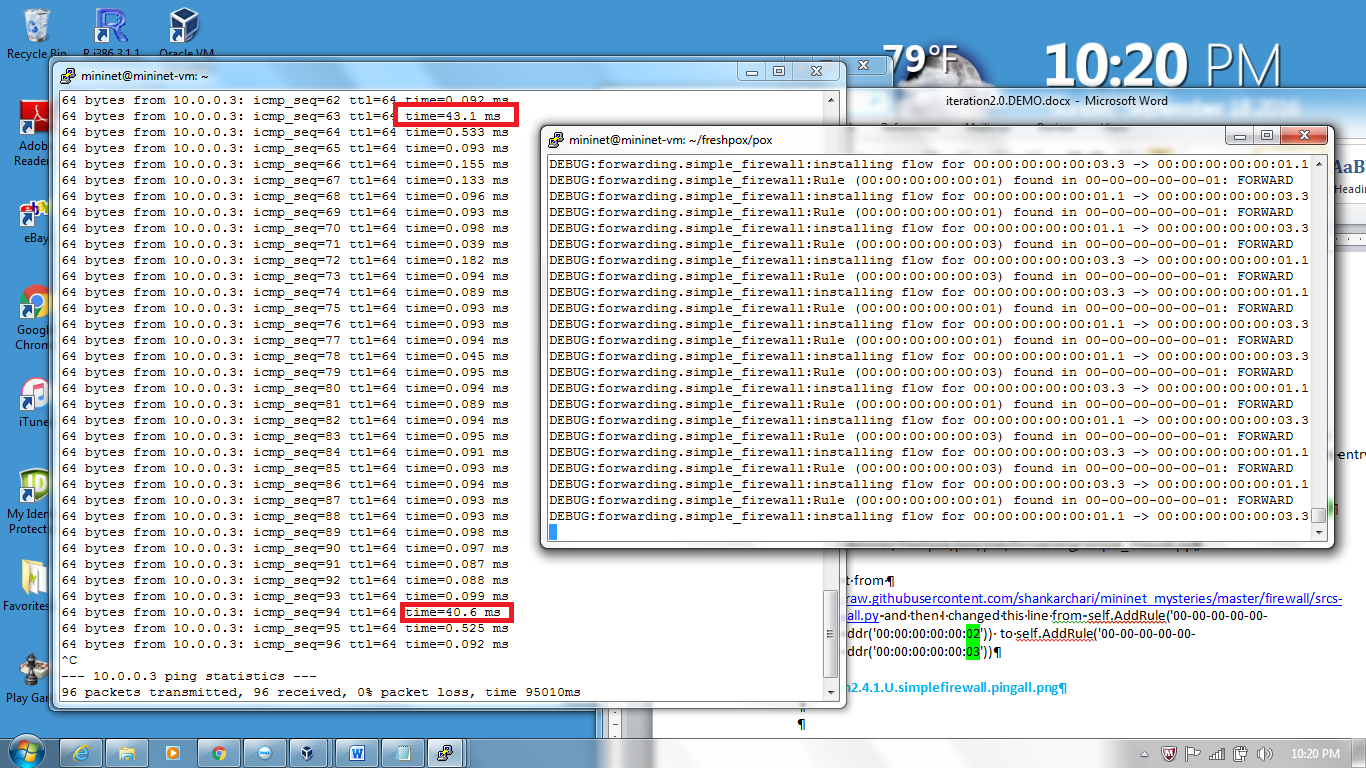 Recycle Bin
R i386 3.1.1
Oracle VM
Adob
Reader
eBay
Googl
Chrom
iTune
My Iden
Protect
Favorites
Play Gam
79°F
10:20 PM
mininet@mininet-vm: ~
64 bytes from 10.0.0.3: icmp_seq=62 ttl=64 time=0.092 ms
64 bytes from 10.0.0.3: icmp_seq=63 ttl=64 time=43.1 ms
64 bytes from 10.0.0.3: icmp_seq=64 ttl=64 time=0.533 ms
64 bytes from 10.0.0.3: icmp_seq=65 ttl=64 time=0.093 ms
64 bytes from 10.0.0.3: icmp_seq=66 ttl=64 time=0.155 ms
64 bytes from 10.0.0.3: icmp_seq=67 ttl=64 time=0.133 ms
64 bytes from 10.0.0.3: icmp_seq=68 ttl=64 time=0.096 ms
64 bytes from 10.0.0.3: icmp_seq=69 ttl=64 time=0.093 ms
64 bytes from 10.0.0.3: icmp_seq=70 ttl=64 time=0.098 ms
64 bytes from 10.0.0.3: icmp_seq=71 ttl=64 time=0.039 ms
64 bytes from 10.0.0.3: icmp_seq=72 ttl=64 time=0.182 ms
64 bytes from 10.0.0.3: icmp_seq=73 ttl=64 time=0.094 ms
64 bytes from 10.0.0.3: icmp_seq=74 ttl=64 time=0.089 ms
64 bytes from 10.0.0.3: icmp_seq=75 ttl=64 time=0.093 ms
64 bytes from 10.0.0.3: icmp_seq=76 ttl=64 time=0.093 ms
64 bytes from 10.0.0.3: icmp_seq=77 ttl=64 time=0.094 ms
64 bytes from 10.0.0.3: icmp_seq=78 ttl=64 time=0.045 ms
64 bytes from 10.0.0.3: icmp_seq=79 ttl=64 time=0.095 ms
64 bytes from 10.0.0.3: icmp_seq=80 ttl=64 time=0.094 ms
64 bytes from 10.0.0.3: icmp_seq=81 ttl=64 time=0.089 ms
64 bytes from 10.0.0.3: icmp_seq=82 ttl=64 time=0.094 ms
64 bytes from 10.0.0.3: icmp_seq=83 ttl=64 time=0.095 ms
64 bytes from 10.0.0.3: icmp_seq=84 ttl=64 time=0.091 ms
64 bytes from 10.0.0.3: icmp_seq=85 ttl=64 time=0.093 ms
64 bytes from 10.0.0.3: icmp_seq=86 ttl=64 time=0.094 ms
64 bytes from 10.0.0.3: icmp_seq=87 ttl=64 time=0.093 ms
64 bytes from 10.0.0.3: icmp_seq=88 ttl=64 time=0.093 ms
64 bytes from 10.0.0.3: icmp_seq=89 ttl=64 time=0.098 ms
64 bytes from 10.0.0.3: icmp_seq=90 ttl=64 time=0.097 ms
64 bytes from 10.0.0.3: icmp_seq=91 ttl=64 time=0.087 ms
64 bytes from 10.0.0.3: icmp_seq=92 ttl=64 time=0.088 ms
64 bytes from 10.0.0.3: icmp_seq=93 ttl=64 time=0.099 ms
64 bytes from 10.0.0.3: icmp_seq=94 ttl=64 time=40.6 ms
64 bytes from 10.0.0.3: icmp_seq=95 ttl=64 time=0.525 ms
64 bytes from 10.0.0.3: icmp_seq=96 ttl=64 time=0.092 ms
^C
--- 10.0.0.3 ping statistics ---
96 packets transmitted, 96 received, 0% packet loss, time 95010ms
iteration2.0.DEMO.docx - Microsoft Word
mininet@mininet-vm: ~/freshpox/pox
DEBUG:forwarding.simple_firewall:installing flow for 00:00:00:00:00:03.3 -> 00:00:00:00:00:01.1
DEBUG:forwarding.simple_firewall:Rule (00:00:00:00:00:01) found in 00-00-00-00-00-01: FORWARD
DEBUG:forwarding.simple_firewall:installing flow for 00:00:00:00:00:01.1 -> 00:00:00:00:00:03.3
DEBUG:forwarding.simple_firewall:Rule (00:00:00:00:00:01) found in 00-00-00-00-00-01: FORWARD
DEBUG:forwarding.simple_firewall:installing flow for 00:00:00:00:00:01.1 -> 00:00:00:00:00:03.3
DEBUG:forwarding.simple_firewall:Rule (00:00:00:00:00:03) found in 00-00-00-00-00-01: FORWARD
DEBUG:forwarding.simple_firewall:installing flow for 00:00:00:00:00:03.3 -> 00:00:00:00:00:01.1
DEBUG:forwarding.simple_firewall:Rule (00:00:00:00:00:03) found in 00-00-00-00-00-01: FORWARD
DEBUG:forwarding.simple_firewall:installing flow for 00:00:00:00:00:03.3 -> 00:00:00:00:00:01.1
DEBUG:forwarding.simple_firewall:Rule (00:00:00:00:00:01) found in 00-00-00-00-00-01: FORWARD
DEBUG:forwarding.simple_firewall:installing flow for 00:00:00:00:00:01.1 -> 00:00:00:00:00:03.3
DEBUG:forwarding.simple_firewall:Rule (00:00:00:00:00:01) found in 00-00-00-00-00-01: FORWARD
DEBUG:forwarding.simple_firewall:installing flow for 00:00:00:00:00:01.1 -> 00:00:00:00:00:03.3
DEBUG:forwarding.simple_firewall:Rule (00:00:00:00:00:03) found in 00-00-00-00-00-01: FORWARD
DEBUG:forwarding.simple_firewall:installing flow for 00:00:00:00:00:03.3 -> 00:00:00:00:00:01.1
DEBUG:forwarding.simple_firewall:Rule (00:00:00:00:00:01) found in 00-00-00-00-00-01: FORWARD
DEBUG:forwarding.simple_firewall:installing flow for 00:00:00:00:00:01.1 -> 00:00:00:00:00:03.3
DEBUG:forwarding.simple_firewall:Rule (00:00:00:00:00:03) found in 00-00-00-00-00-01: FORWARD
DEBUG:forwarding.simple_firewall:installing flow for 00:00:00:00:00:03.3 -> 00:00:00:00:00:01.1
DEBUG:forwarding.simple_firewall:Rule (00:00:00:00:00:03) found in 00-00-00-00-00-01: FORWARD
DEBUG:forwarding.simple_firewall:installing flow for 00:00:00:00:00:03.3 -> 00:00:00:00:00:01.1
DEBUG:forwarding.simple_firewall:Rule (00:00:00:00:00:01) found in 00-00-00-00-00-01: FORWARD
DEBUG:forwarding.simple_firewall:installing flow for 00:00:00:00:00:01.1 -> 00:00:00:00:00:03.3
AaB
Headin
entry
t from ¶
raw.githubusercontent.com/shankarchari/mininet_mysteries/master/firewall/srcs-
all.py and then I changed this line from self.AddRule('00-00-00-00-00-
ddr('00:00:00:00:00:02')) to self.AddRule('00-00-00-00-00-
ddr('00:00:00:00:00:03'))¶
n2.4.1.U.simplefirewall.pingall.png¶
¶
¶
10:20 PM